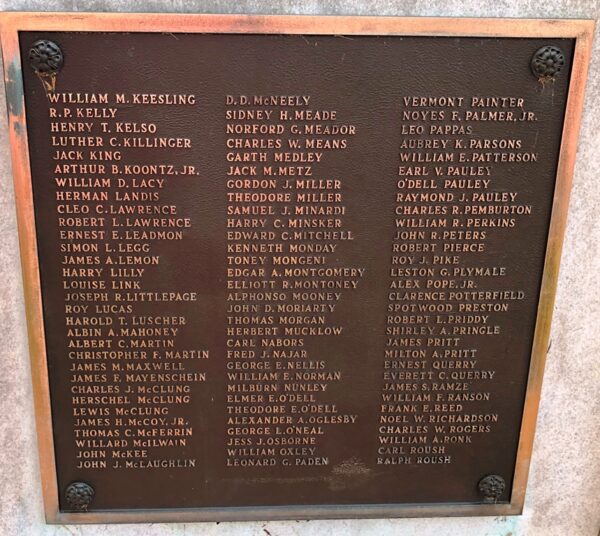 WILLIAM M. KEESLING
R. P. KELLY
HENRY T. KELSO
LUTHER C. KILLINGER
JACK KING
ARTHUR B. KOONTZ, JR.
WILLIAM D. LACY
HERMAN LANDIS
CLEO C. LAWRENCE
ROBERT L. LAWRENCE
ERNEST E. LEADMON
SIMON L. LEGG
JAMES A. LEMON
HARRY LILLY
LOUISE LINK
JOSEPH R. LITTLEPAGE
ROY LUCAS
HAROLD T. LUSCHER
ALBIN A. MAHONEY
ALBERT C. MARTIN
CHRISTOPHER F. MARTIN
JAMES M. MAXWELL
JAMES F. MAYENSCHEIN
CHARLES J. McCLUNG
HERSCHEL McCLUNG
LEWIS McCLUNG
JAMES H. McCOY, JR.
THOMAS C. McFERRIN
WILLARD McILWAIN
JOHN McKEE
JOHN J. McLAUGHLIN
D. D. McNEELY
SIDNEY H. MEADE
NORFORD G. MEADOR
CHARLES W. MEANS
GARTH MEDLEY
JACK M. METZ
GORDON J. MILLER
THEODORE MILLER
SAMUEL J. MINARDI
HARRY C. MINSKER
EDWARD C. MITCHELL
KENNETH MONDAY
TONEY MONGENI
EDGAR A. MONTGOMERY
ELLIOTT R. MONTONEY
ALPHONSO MOONEY
JOHN D. MORIARTY
THOMAS MORGAN
HERBERT MUCKLOW
CARL NABORS
FRED J. NAJAR
GEORGE E. NELLIS
WILLIAM E. NORMAN
MILBURN NUNLEY
ELMER E. O'DELL
THEODORE E. O'DELL
ALEXANDER A. OGLESBY
GEORGE L. O'NEAL
JESS J. OSBORNE
WILLIAM OXLEY
LEONARD G. PADEN
VERMONT PAINTER
NOYES F. PALMER, JR.
LEO PAPPAS
AUBREY K. PARSONS
WILLIAM E. PATTERSON
EARL V. PAULEY
O'DELL PAULEY
RAYMOND J. PAULEY
CHARLES R. PEMBURTON
WILLIAM R. PERKINS
JOHN R. PETERS
ROBERT PIERCE
ROY J. PIKE
LESTON G. PLYMALE
ALEX POPE, JR.
CLARENCE POTTERFIELD
SPOTWOOD PRESTON
ROBERT L. PRIDDY
SHIRLEY A. PRINGLE
JAMES PRITT
MILTON A. PRITT
ERNEST QUERRY
EVERETT C. QUERRY
JAMES S. RAMZE
WILLIAM F. RANSON
FRANK E. REED
NOEL W. RICHARDSON
CHARLES W. ROGERS
WILLIAM A. RONK
CARL ROUSH
RALPH ROUSH